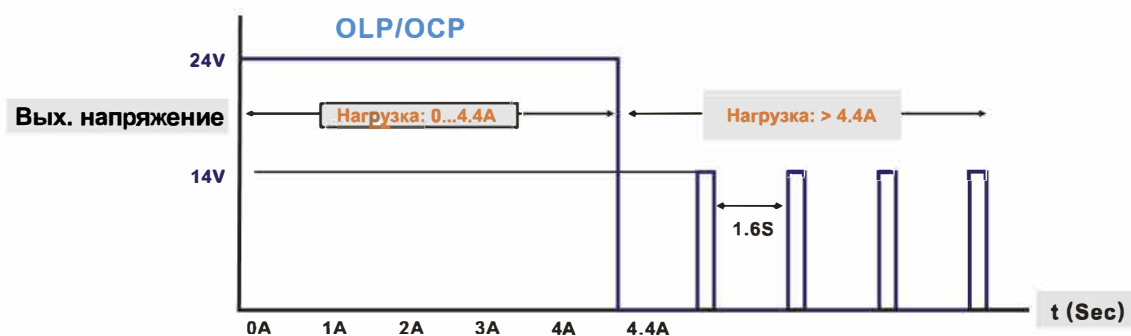 OLP/OCP
24V
Вых. напряжение
Нагрузка: 0...4.4A
Нагрузка: > 4.4A
14V
1.6S
t (Sec)
0A 1A 2A 3A 4A 4.4A